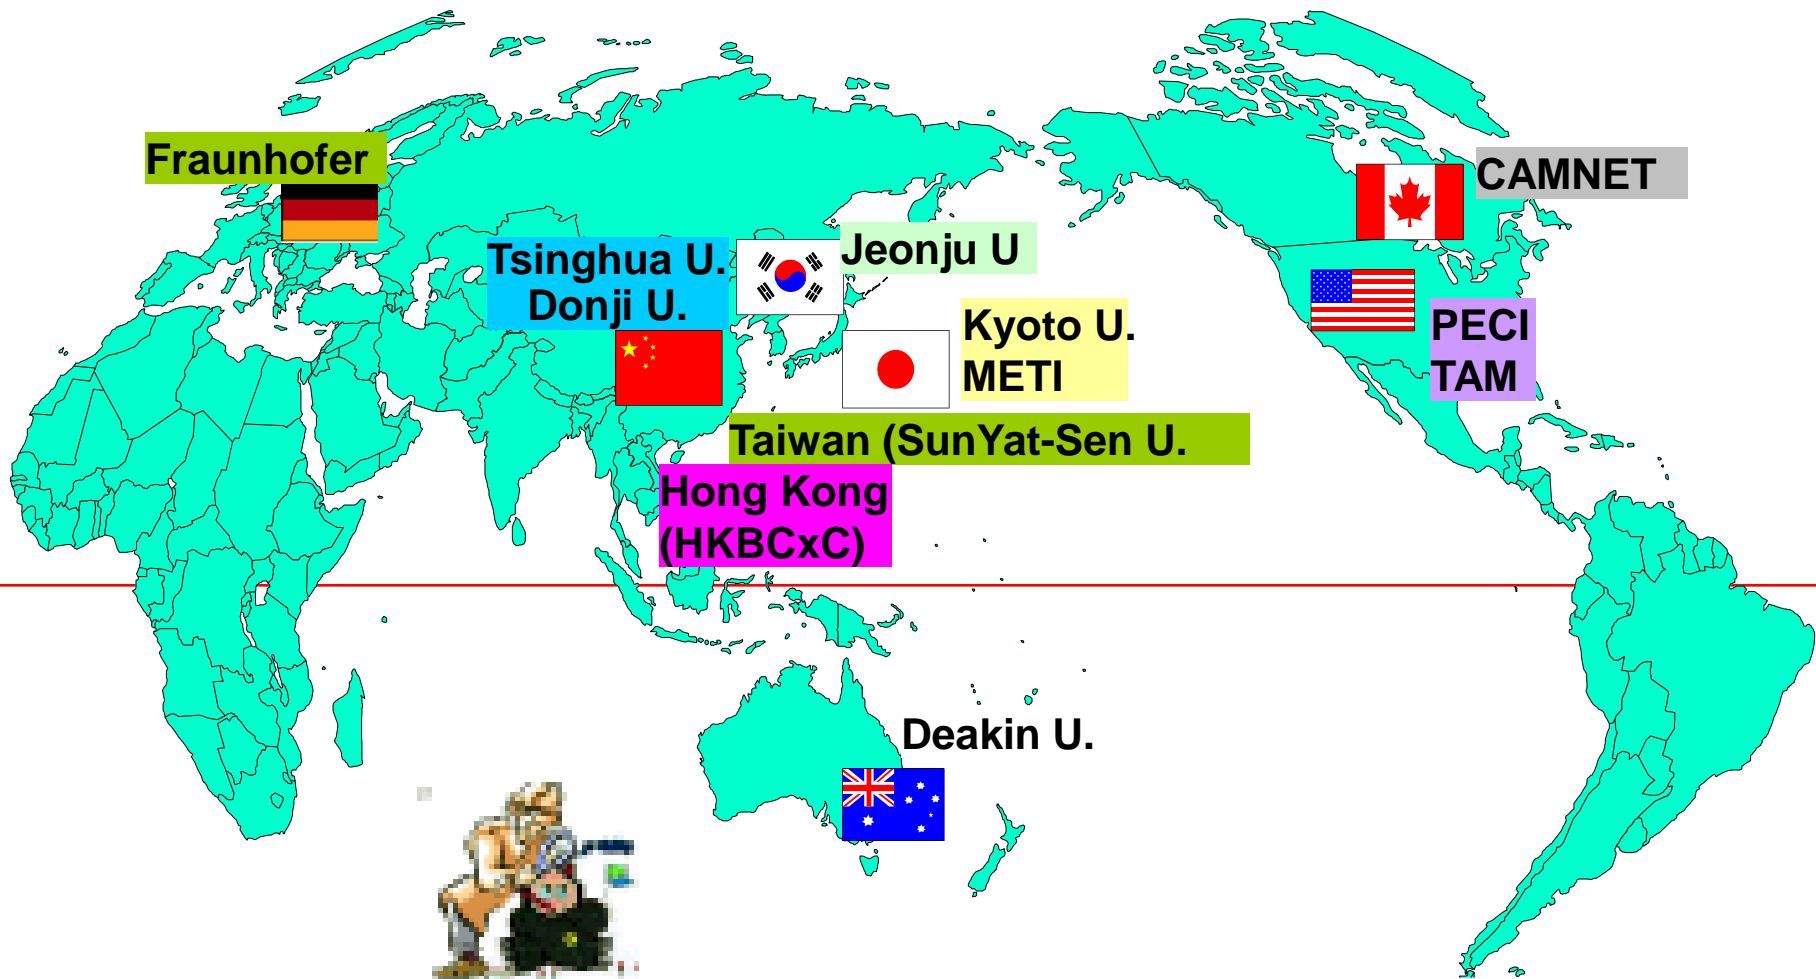 Fraunhofer
CAMNET
Tsinghua U.
Donji U.
Jeonju U
Kyoto U.
METI
PECI
TAM
Taiwan (SunYat-Sen U.
Hong Kong
(HKBCxC)
Deakin U.